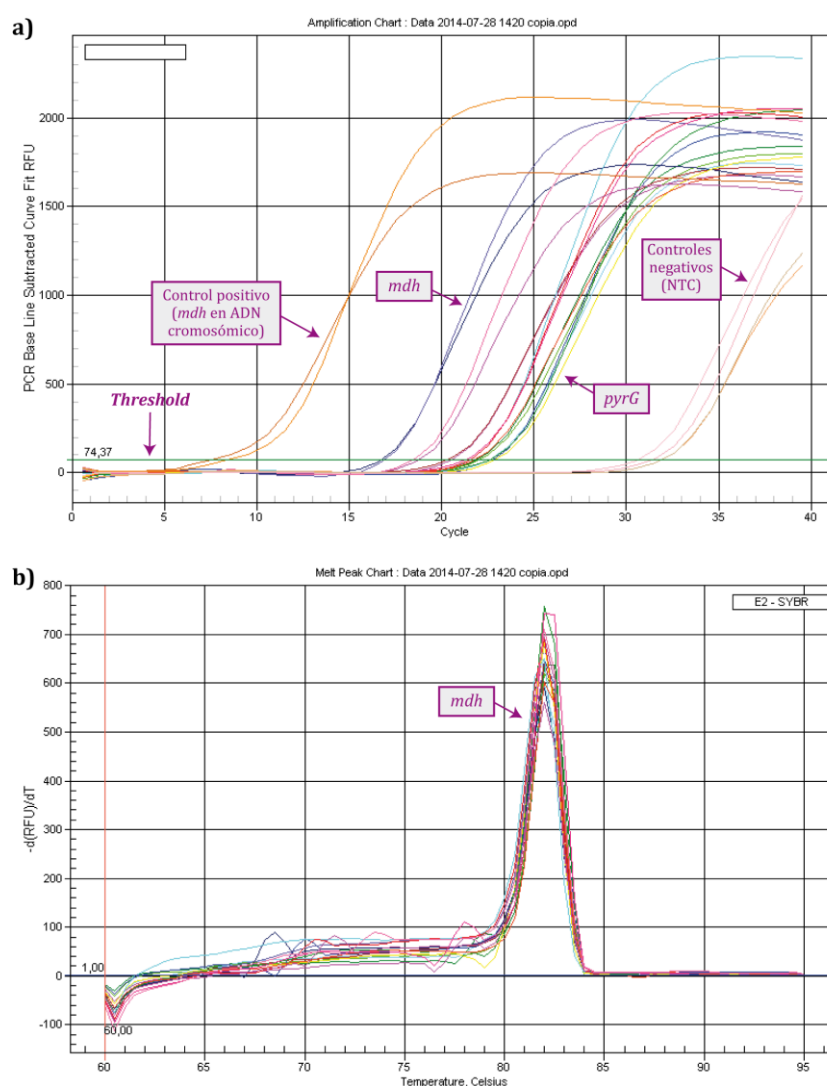 a)
Amplification Chart : Data 2014-07-28 1420 copia.opd
PCR Base Line Subtracted Curve Fit RFU
2000
1500
1000
500
0
Control positivo
(mdh en ADN
cromosómico)
mdh
Controles
negativos
(NTC)
pyrG
Threshold
74,37
0
5
10
15
20
25
30
35
40
Cycle
b)
Melt Peak Chart : Data 2014-07-28 1420 copia.opd
E2 - SYBR
-d(RFU)/dT
800
700
600
500
400
300
200
100
0
-100
mdh
1,00
60,00
60
65
70
75
80
85
90
95
Temperature, Celsius